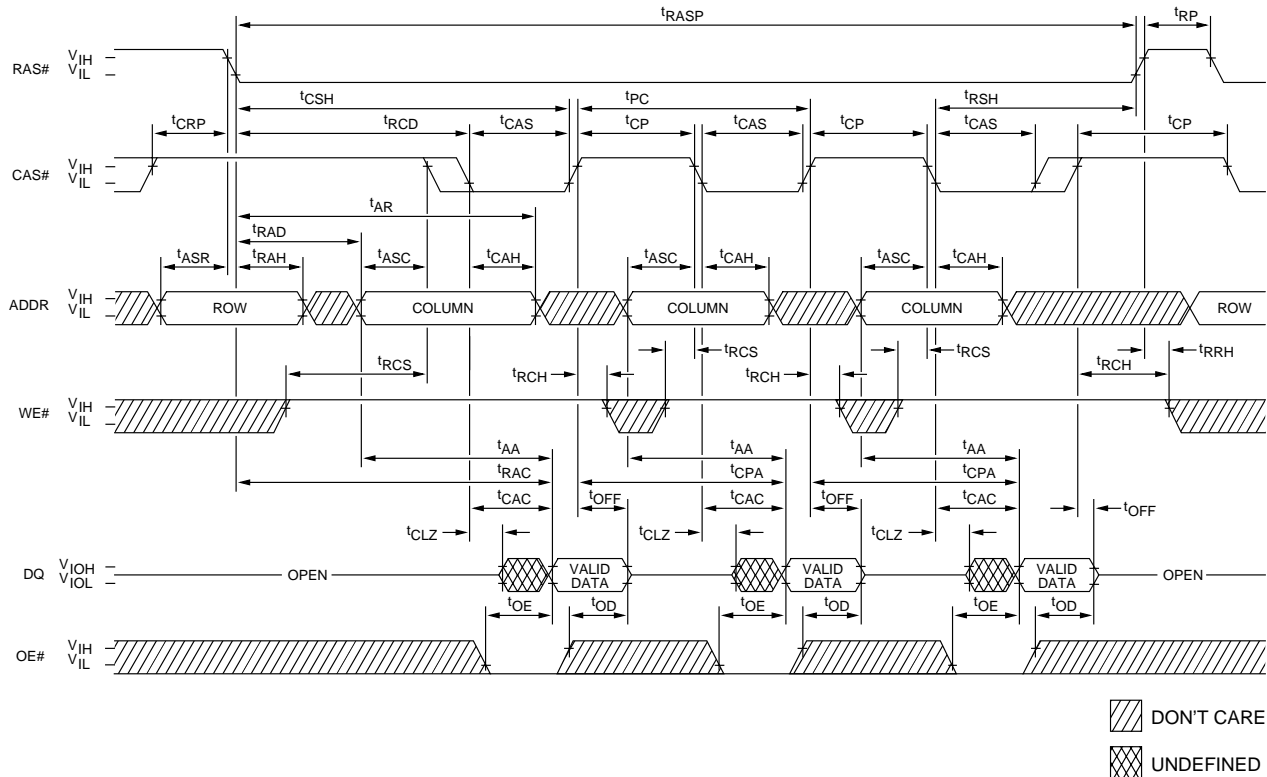 tRASP tRP
RAS# VIH
VIL
tCSH tPC tRSH
tCRP tRCD tCAS tCP tCAS tCP tCAS tCP
CAS# VIH
VIL
tAR
tRAD
tASR tRAH tASC tCAH tASC tCAH tASC tCAH
ADDR VIH
VIL
ROW COLUMN COLUMN COLUMN ROW
tRCS tRCH tRCS tRCH tRCS tRCH tRRH
WE# VIH
VIL
tAA tAA tAA
tRAC tCPA tCPA
tCAC tOFF tCAC tOFF tCAC tOFF
tCLZ tCLZ tCLZ
DQ VIOH
VIOL
OPEN VALID DATA VALID DATA VALID DATA OPEN
tOE tOD tOE tOD tOE tOD
OE# VIH
VIL
DON'T CARE
UNDEFINED